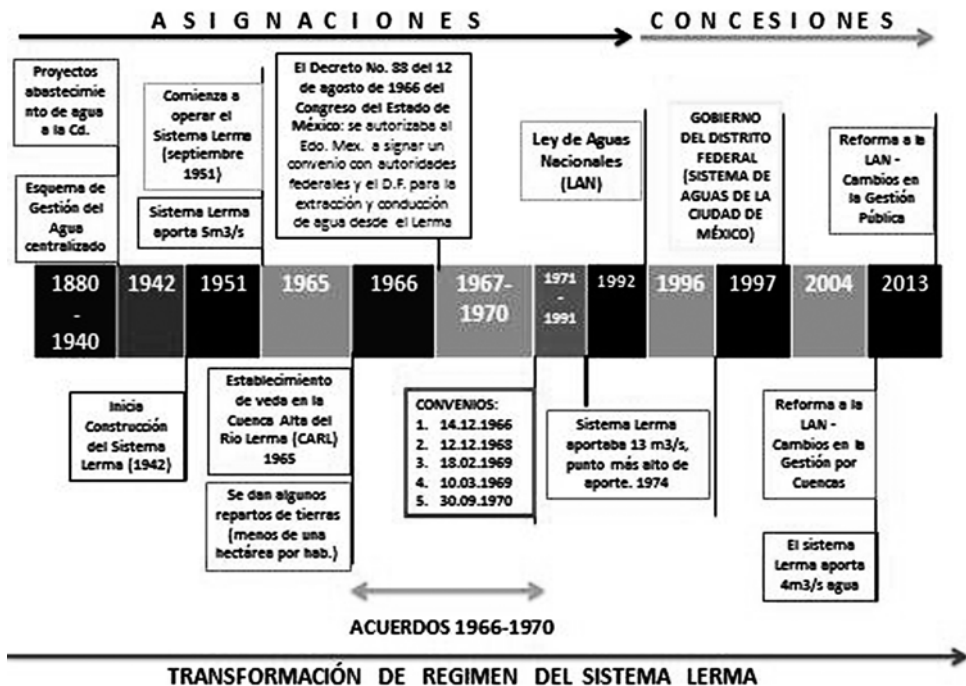 ASIGNACIONES
CONCESIONES
Proyectos
abastecimie
nto de agua
a la Cd.
Esquema de
Gestión del
Agua
centralizado
Comienza a
operar el
Sistema Lerma
(septiembre
1951)
Sistema Lerma
aporta 5m3/s
El Decreto No. 88 del 12
de agosto de 1966 del
Congreso del Estado de
México: se autorizaba al
Edo. Mex. a signar un
convenio con autoridades
federales y el D.F. para la
extracción y conducción
de agua desde el Lerma
Ley de Aguas
Nacionales
(LAN)
GOBIERNO
DEL DISTRITO
FEDERAL
(SISTEMA DE
AGUAS DE LA
CIUDAD DE
MÉXICO)
Reforma a la
LAN -
Cambios en
la Gestión
Pública
1880
-
1940
1942
1951
1965
1966
1967-
1970
1971
-
1991
1992
1996
1997
2004
2013
Inicia
Construcción
del Sistema
Lerma (1942)
Establecimiento
de veda en la
Cuenca Alta del
Rio Lerma (CARL)
1965
Se dan algunos
repartos de tierras
(menos de una
hectárea por hab.)
CONVENIOS:
1. 14.12.1966
2. 12.12.1968
3. 18.02.1969
4. 10.03.1969
5. 30.09.1970
Sistema Lerma
aportaba 13 m3/s,
punto más alto de
aporte. 1974
Reforma a la
LAN -
Cambios en la
Gestión por
Cuencas
El sistema
Lerma aporta
4m3/s agua
ACUERDOS 1966-1970
TRANSFORMACIÓN DE REGIMEN DEL SISTEMA LERMA